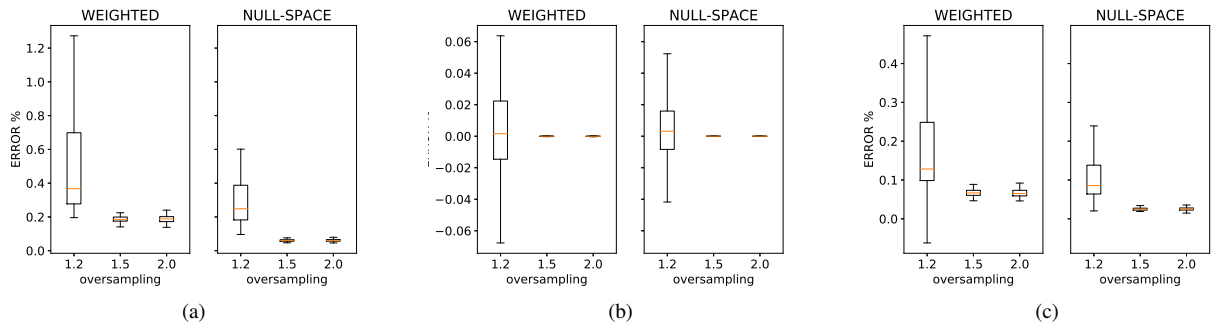 WEIGHTED NULL-SPACE WEIGHTED NULL-SPACE WEIGHTED NULL-SPACE
ERROR %
1.2
1.0
0.8
0.6
0.4
0.2
0.0
1.2 1.5 2.0 1.2 1.5 2.0
oversampling oversampling
(a)
0.06
0.04
0.02
0.00
−0.02
−0.04
−0.06
1.2 1.5 2.0 1.2 1.5 2.0
oversampling oversampling
(b)
ERROR %
0.4
0.3
0.2
0.1
0.0
1.2 1.5 2.0 1.2 1.5 2.0
oversampling oversampling
(c)